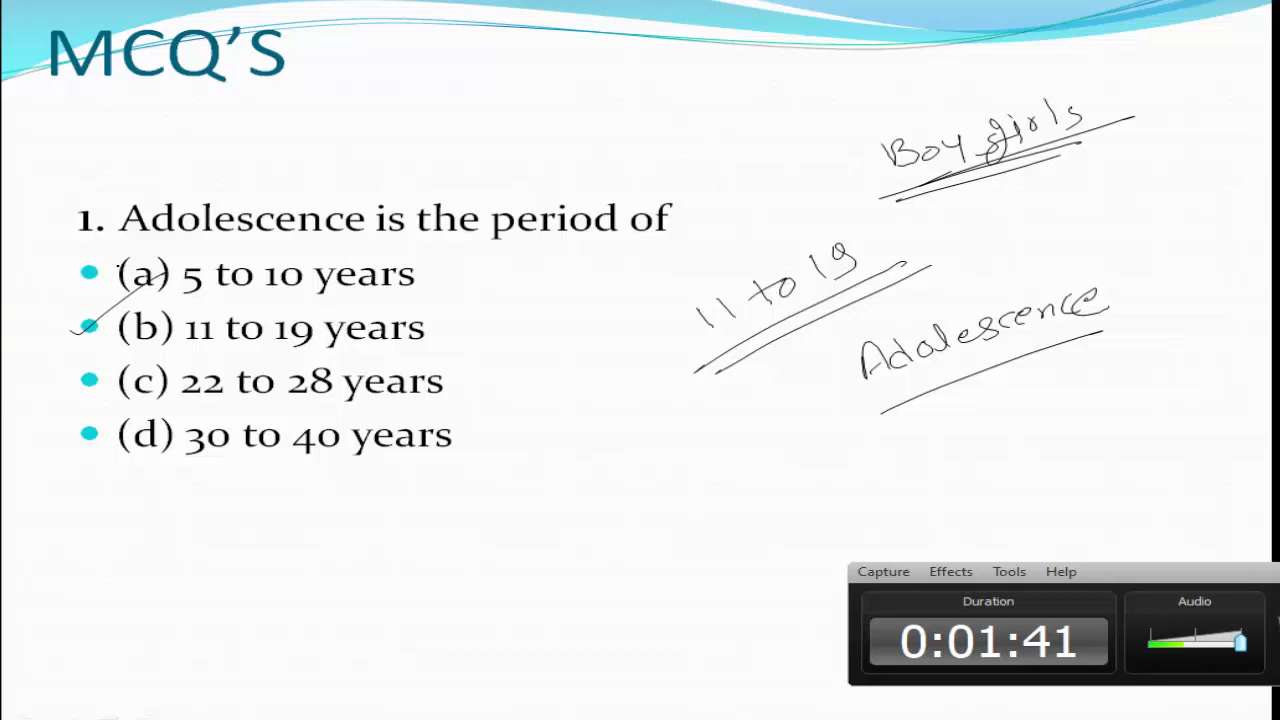 MCQ'S
Boy girls
1. Adolescence is the period of
(a) 5 to 10 years
(b) 11 to 19 years
(c) 22 to 28 years
(d) 30 to 40 years
11 to 19
Adolescence
Capture Effects Tools Help
Duration Audio
0:01:41